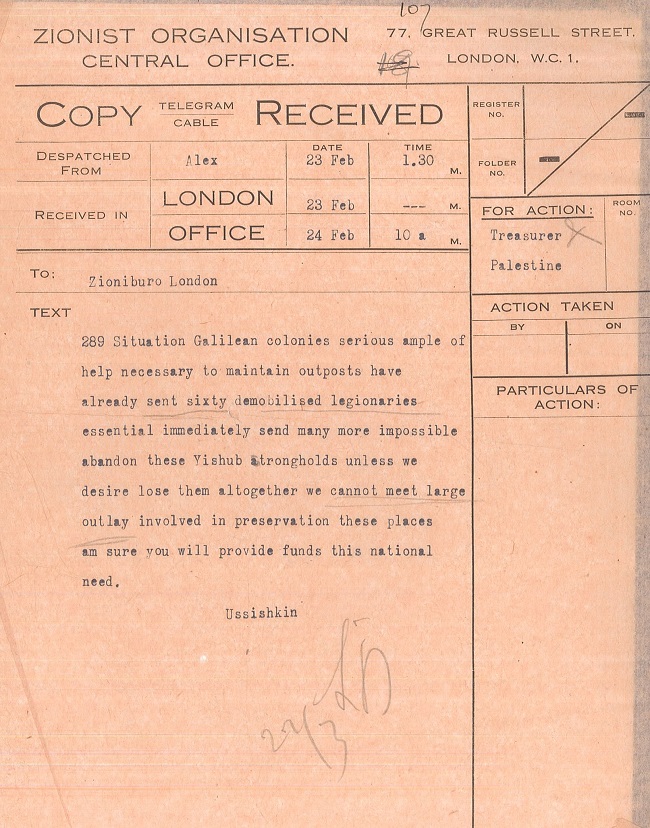 107
ZIONIST ORGANISATION
CENTRAL OFFICE.
77, GREAT RUSSELL STREET,
LONDON, W.C.1.
COPY TELEGRAM CABLE RECEIVED
REGISTER NO.
FOLDER NO.
DESPATCHED FROM
Alex
DATE
23 Feb
TIME
1.30 M.
RECEIVED IN
LONDON 23 Feb --- M.
OFFICE 24 Feb 10 a M.
FOR ACTION:
ROOM NO.
Treasurer
Palestine
ACTION TAKEN
BY
ON
PARTICULARS OF ACTION:
TO: Zioniburo London
TEXT
289 Situation Galilean colonies serious ample of
help necessary to maintain outposts have
already sent sixty demobilised legionaries
essential immediately send many more impossible
abandon these Yishub strongholds unless we
desire lose them altogether we cannot meet large
outlay involved in preservation these places
am sure you will provide funds this national
need.
Ussishkin
22/3